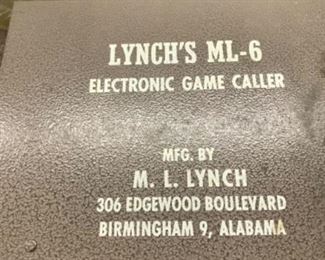 LYNCH'S ML-6
ELECTRONIC GAME CALLER
MFG. BY
M. L. LYNCH
306 EDGEWOOD BOULEVARD
BIRMINGHAM 9, ALABAMA